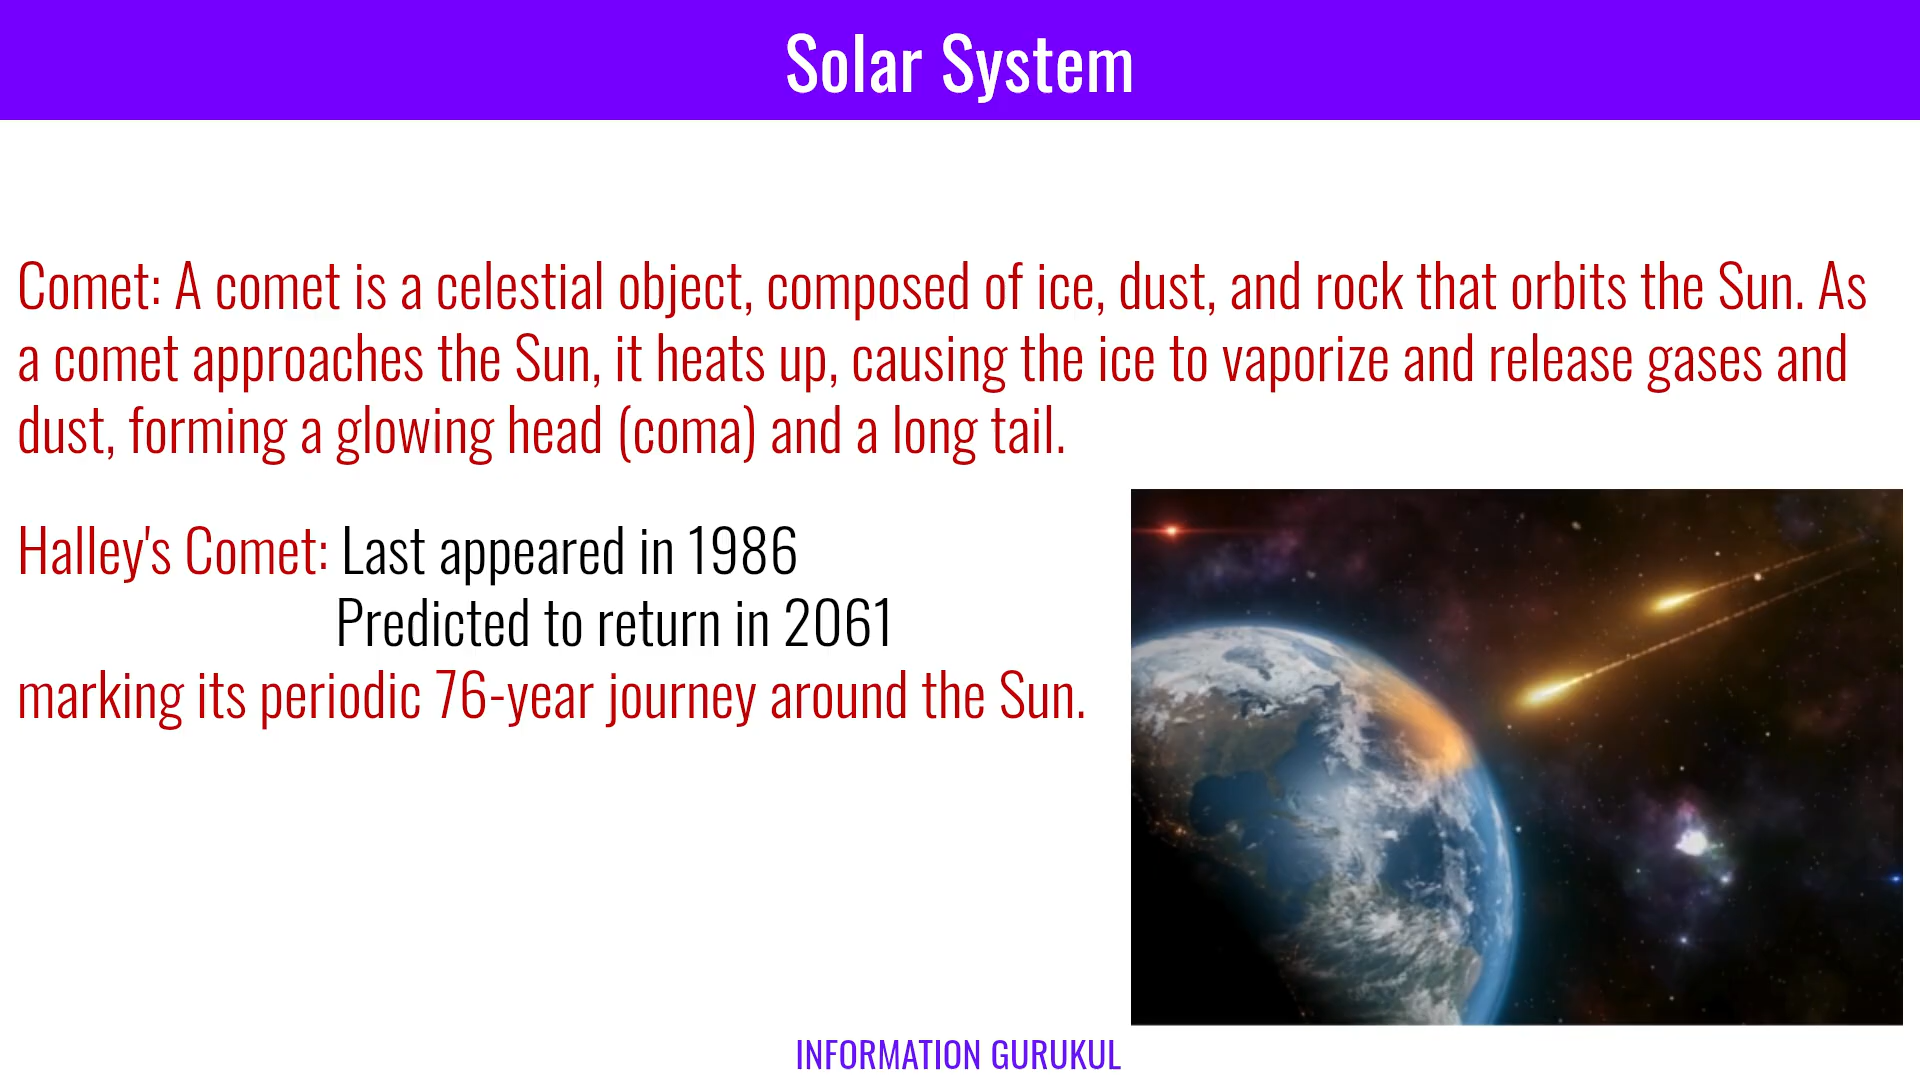 Solar System
Comet: A comet is a celestial object, composed of ice, dust, and rock that orbits the Sun. As
a comet approaches the Sun, it heats up, causing the ice to vaporize and release gases and
dust, forming a glowing head (coma) and a long tail.
Halley's Comet: Last appeared in 1986
Predicted to return in 2061
marking its periodic 76-year journey around the Sun.
INFORMATION GURUKUL